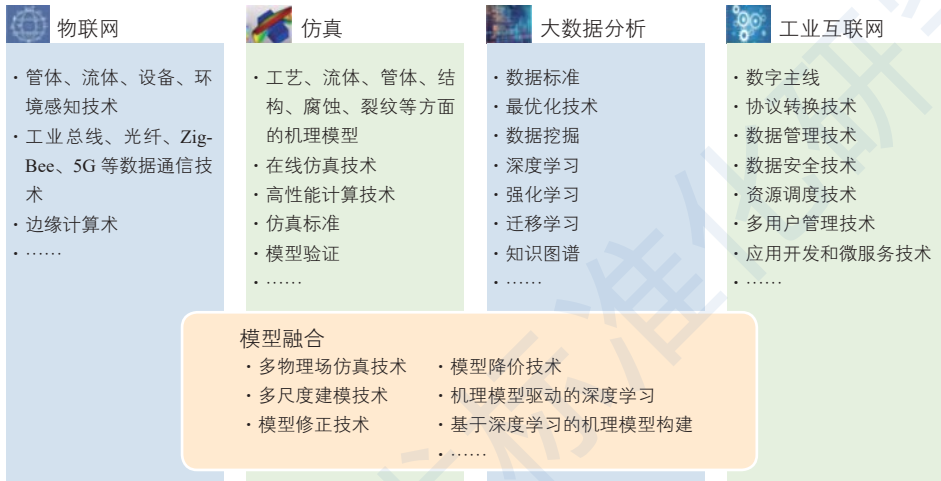 物联网
·管体、流体、设备、环
境感知技术
·工业总线、光纤、Zig-
Bee、5G 等数据通信技
术
·边缘计算术
·……
仿真
·工艺、流体、管体、结
构、腐蚀、裂纹等方面
的机理模型
·在线仿真技术
·高性能计算技术
·仿真标准
·模型验证
·……
大数据分析
·数据标准
·最优化技术
·数据挖掘
·深度学习
·强化学习
·迁移学习
·知识图谱
·……
工业互联网
·数字主线
·协议转换技术
·数据管理技术
·数据安全技术
·资源调度技术
·多用户管理技术
·应用开发和微服务技术
·……
模型融合
·多物理场仿真技术
·多尺度建模技术
·模型修正技术
·模型降价技术
·机理模型驱动的深度学习
·基于深度学习的机理模型构建
·……